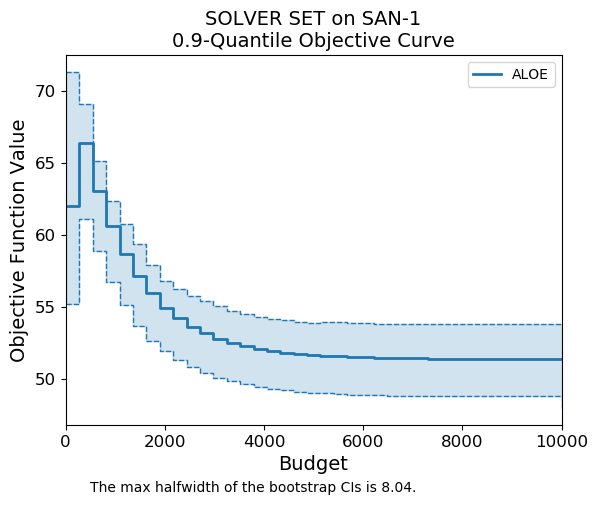 SOLVER SET on SAN-1
0.9-Quantile Objective Curve
ALOE
Objective Function Value
70
65
60
55
50
0 2000 4000 6000 8000 10000
Budget
The max halfwidth of the bootstrap CIs is 8.04.